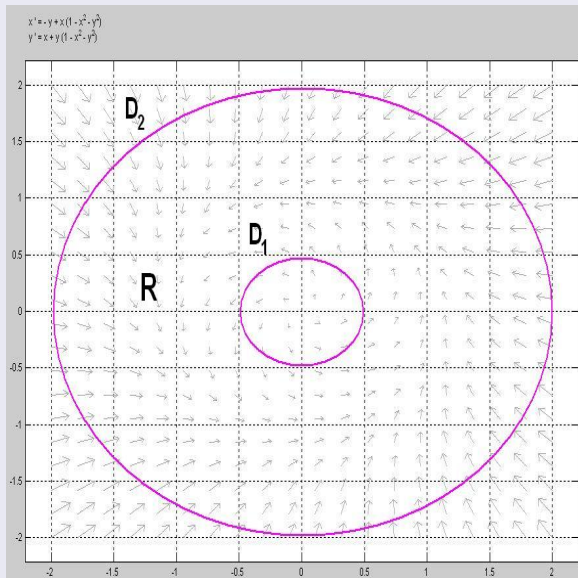 x ' = - y + x (1 - x² - y²)
y ' = x + y (1 - x² - y²)
2
D₂
1.5
1
D₁
0.5
R
0
-0.5
-1
-1.5
-2
-2 -1.5 -1 -0.5 0 0.5 1 1.5 2